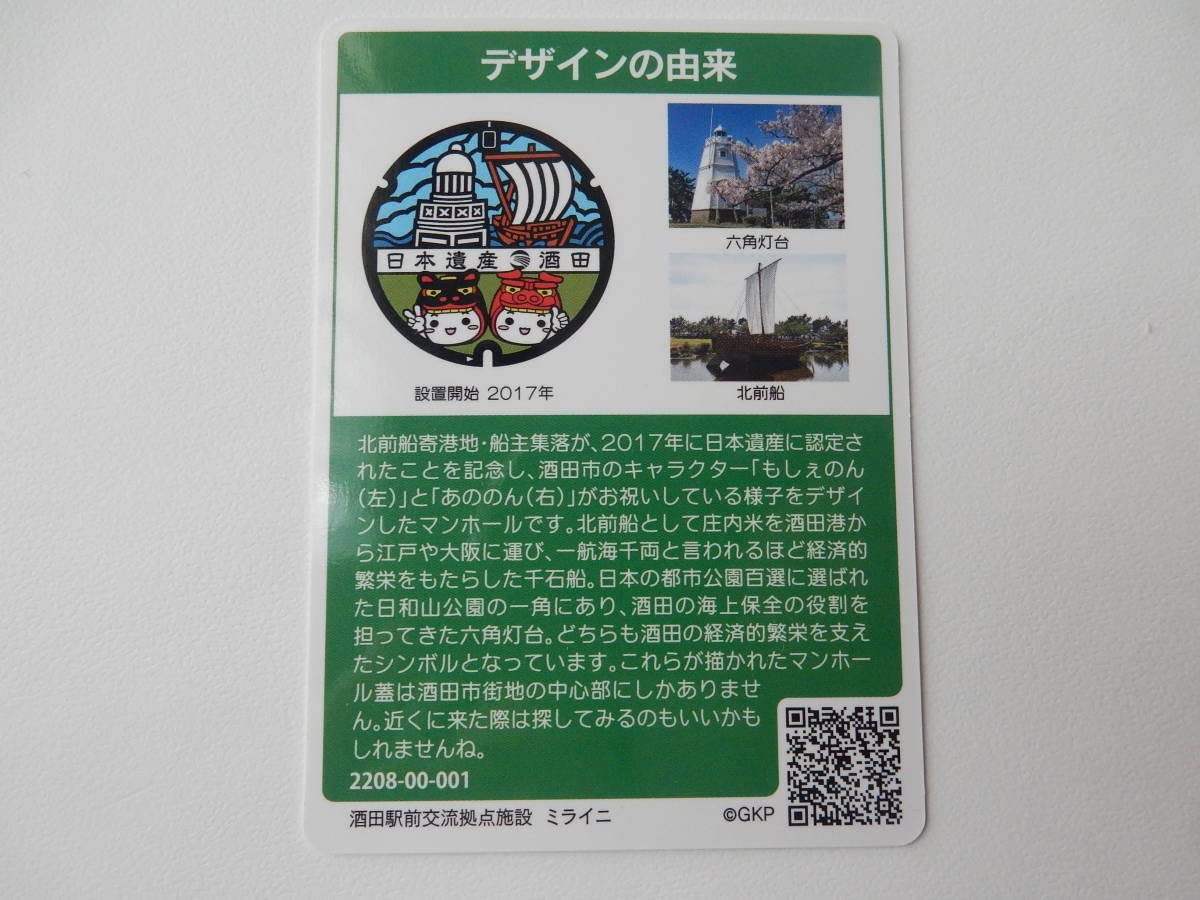 デザインの由来
日本遺産 酒田
六角灯台
設置開始 2017年
北前船
北前船寄港地・船主集落が、2017年に日本遺産に認定さ
れたことを記念し、酒田市のキャラクター「もしぇのん
(左)」と「あののん(右)」がお祝いしている様子をデザイ
ンしたマンホールです。北前船として庄内米を酒田港か
ら江戸や大阪に運び、一航海千両と言われるほど経済的
繁栄をもたらした千石船。日本の都市公園百選に選ばれ
た日和山公園の一角にあり、酒田の海上保全の役割を
担ってきた六角灯台。どちらも酒田の経済的繁栄を支え
たシンボルとなっています。これらが描かれたマンホー
ル蓋は酒田市街地の中心部にしかありませ
ん。近くに来た際は探してみるのもいいかも
しれませんね。
2208-00-001
酒田駅前交流拠点施設 ミライニ
©GKP